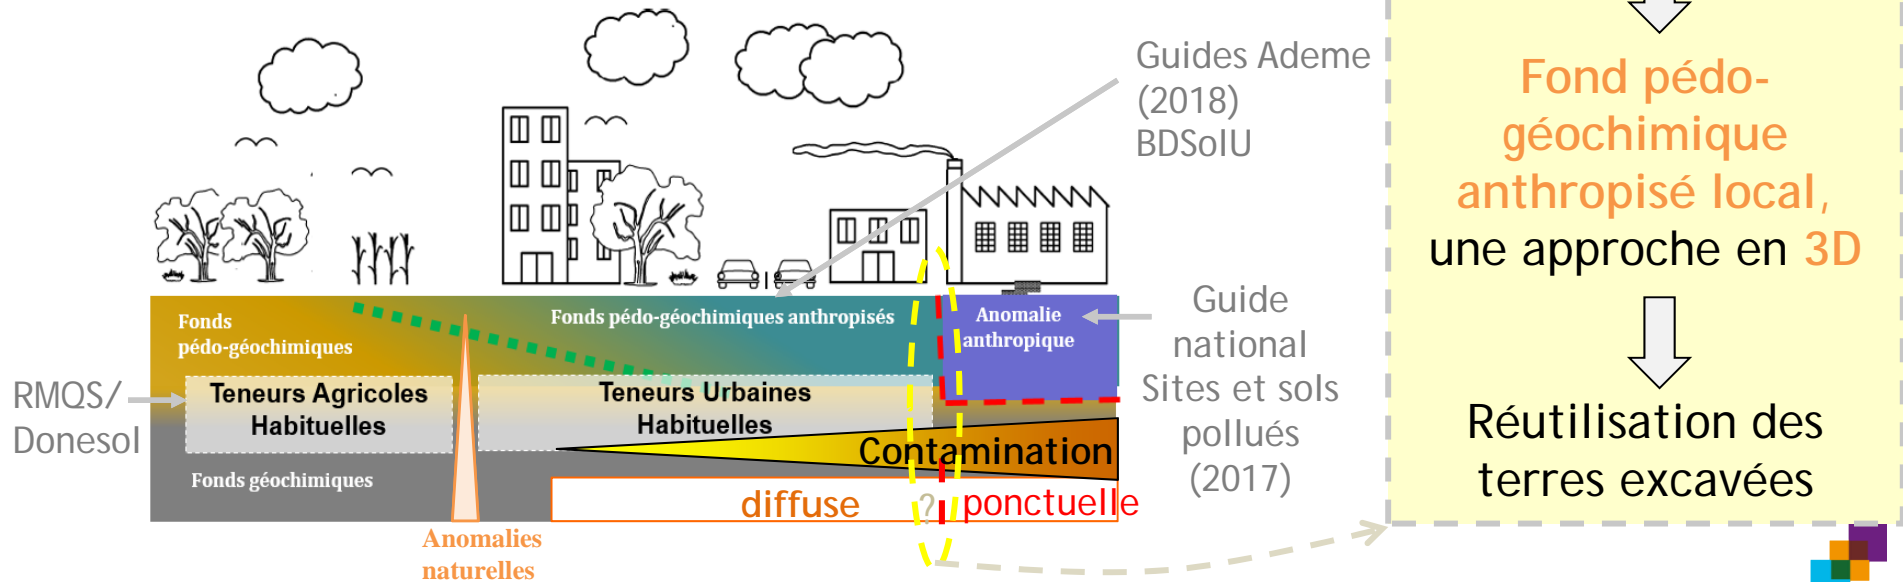 Guides Ademe
(2018)
BDSolU
Fonds
pédo-géochimiques
Fonds pédo-géochimiques anthropisés
Anomalie
anthropique
RMQS/
Donesol
Teneurs Agricoles
Habituelles
Teneurs Urbaines
Habituelles
Contamination
Fonds géochimiques
diffuse
?
ponctuelle
Anomalies
naturelles
Guide
national
Sites et sols
pollués
(2017)
Fond pédo-
géochimique
anthropisé local,
une approche en 3D
Réutilisation des
terres excavées